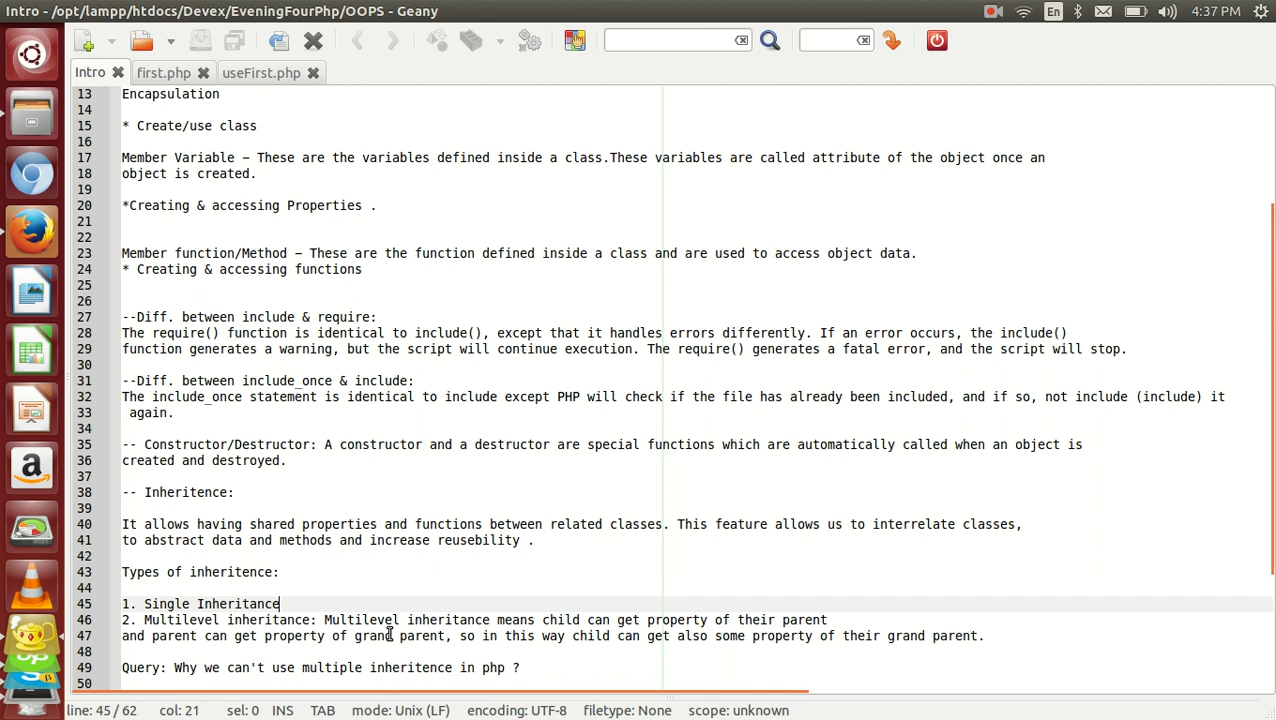 Intro - /opt/lampp/htdocs/Devex/EveningFourPhp/OOPS - Geany
En
4:37 PM
Intro
first.php
useFirst.php
13 Encapsulation
14
15 * Create/use class
16
17 Member Variable − These are the variables defined inside a class.These variables are called attribute of the object once an
18 object is created.
19
20 *Creating & accessing Properties .
21
22
23 Member function/Method − These are the function defined inside a class and are used to access object data.
24 * Creating & accessing functions
25
26
27 --Diff. between include & require:
28 The require() function is identical to include(), except that it handles errors differently. If an error occurs, the include()
29 function generates a warning, but the script will continue execution. The require() generates a fatal error, and the script will stop.
30
31 --Diff. between include_once & include:
32 The include_once statement is identical to include except PHP will check if the file has already been included, and if so, not include (include) it
33 again.
34
35 -- Constructor/Destructor: A constructor and a destructor are special functions which are automatically called when an object is
36 created and destroyed.
37
38 -- Inheritence:
39
40 It allows having shared properties and functions between related classes. This feature allows us to interrelate classes,
41 to abstract data and methods and increase reusebility .
42
43 Types of inheritence:
44
45 1. Single Inheritance
46 2. Multilevel inheritance: Multilevel inheritance means child can get property of their parent
47 and parent can get property of grand parent, so in this way child can get also some property of their grand parent.
48
49 Query: Why we can't use multiple inheritence in php ?
50
line: 45 / 62 col: 21 sel: 0 INS TAB mode: Unix (LF) encoding: UTF-8 filetype: None scope: unknown